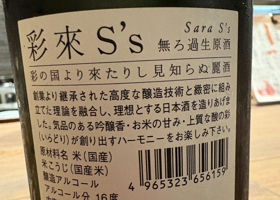 Sara S's
彩來 S's 無ろ過生原酒
彩の国より來たりし見知らぬ麗酒
創業より継承された高度な醸造技術と緻密に組み
立てた理論を融合し、理想とする日本酒を造りあげ
ました。気品のある吟醸香・お米の甘み・上質な酸の彩
(いろどり)が創り出すハーモニーをお楽しみ下さい。
原材料名 米(国産)
米こうじ(国産米)
醸造アルコール
アルコール分 16度
4 965323 656159